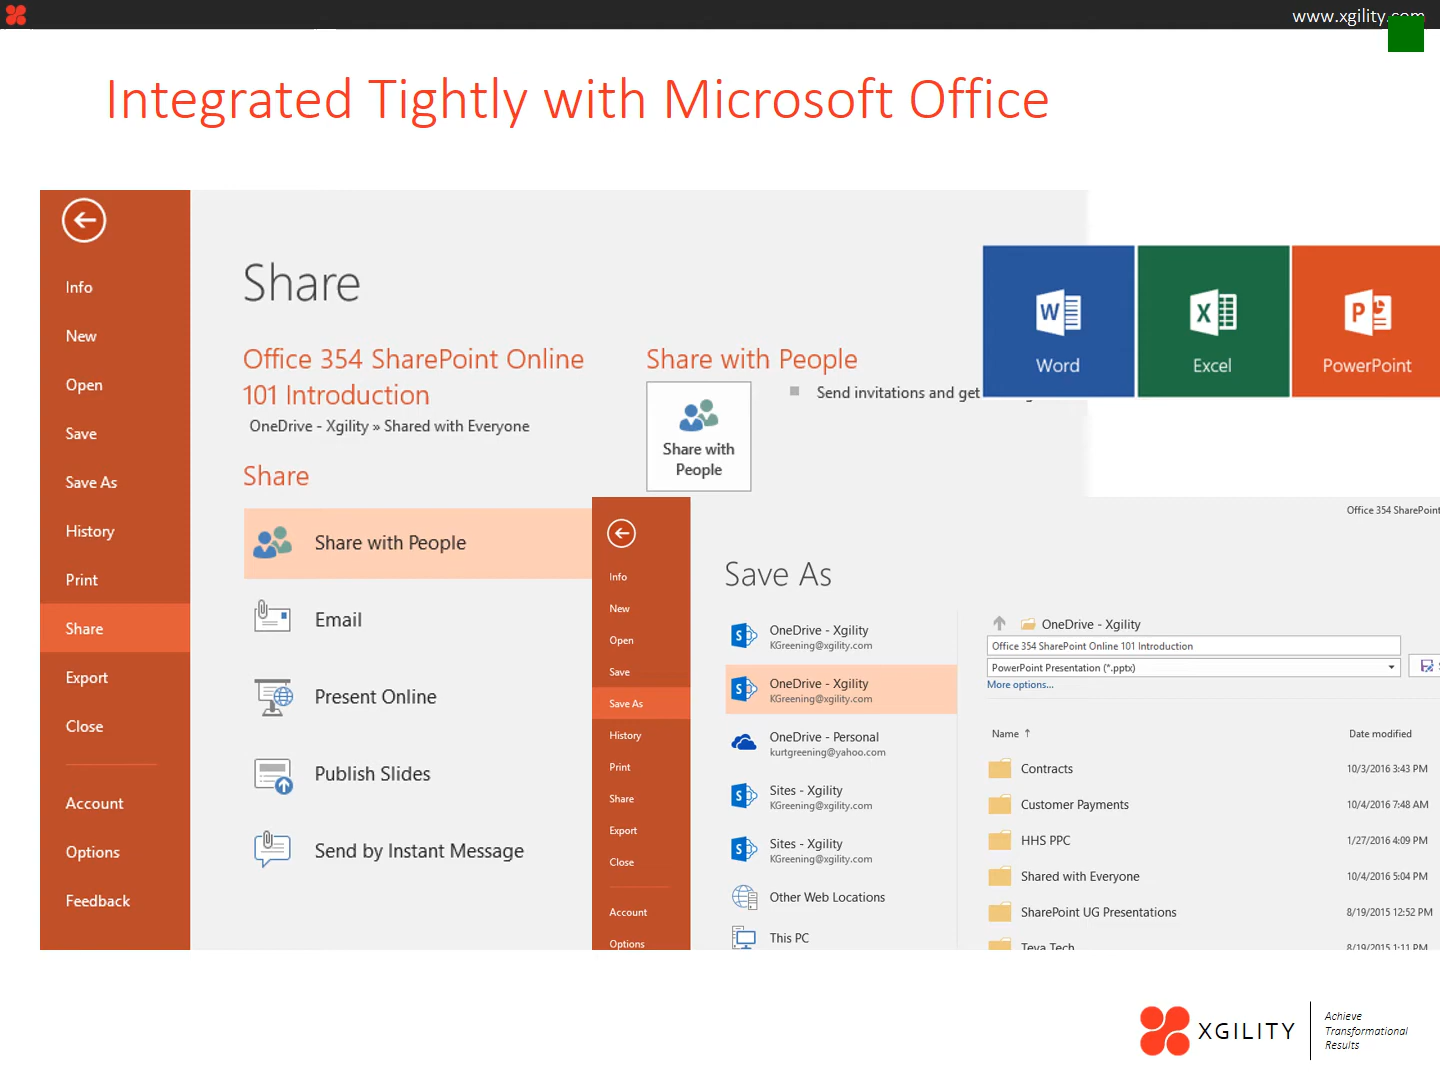 www.xgility.com
Integrated Tightly with Microsoft Office
Info
New
Open
Save
Save As
History
Print
Share
Export
Close
Account
Options
Feedback
Share
Office 354 SharePoint Online
101 Introduction
OneDrive - Xgility » Shared with Everyone
Share
Share with People
Email
Present Online
Publish Slides
Send by Instant Message
Share with People
Share with
People
Send invitations and get
W
Word
X
Excel
P
PowerPoint
Info
New
Open
Save
Save As
History
Print
Share
Export
Close
Account
Options
Office 354 SharePoint
Save As
OneDrive - Xgility
KGreening@xgility.com
OneDrive - Xgility
KGreening@xgility.com
OneDrive - Personal
kurtgreening@yahoo.com
Sites - Xgility
KGreening@xgility.com
Sites - Xgility
KGreening@xgility.com
Other Web Locations
This PC
OneDrive - Xgility
Office 354 SharePoint Online 101 Introduction
PowerPoint Presentation (*.pptx)
More options...
Name Date modified
Contracts 10/3/2016 3:43 PM
Customer Payments 10/4/2016 7:48 AM
HHS PPC 1/27/2016 4:09 PM
Shared with Everyone 10/4/2016 5:04 PM
SharePoint UG Presentations 8/19/2015 12:52 PM
Teva Tech 8/19/2015 1:11 PM
XGILITY
Achieve
Transformational
Results